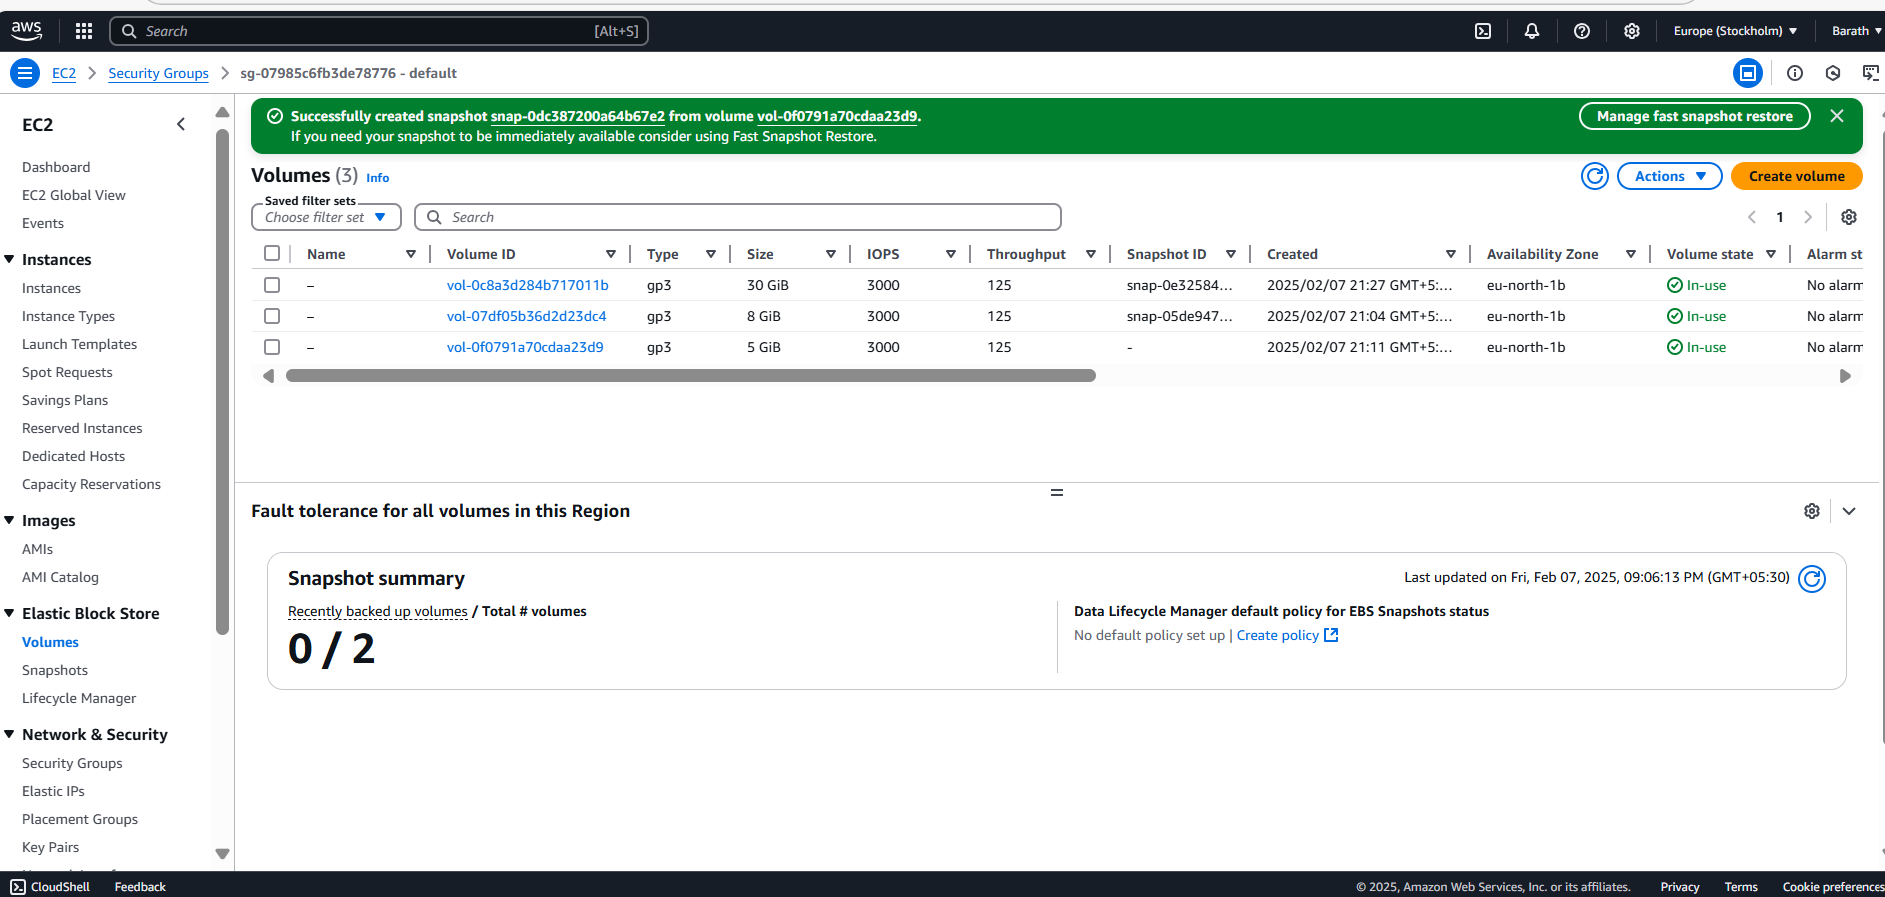 aws
Search [Alt+S]
Europe (Stockholm)
Barath
EC2
Security Groups
sg-07985c6fb3de78776 - default
EC2
Dashboard
EC2 Global View
Events
Instances
Instances
Instance Types
Launch Templates
Spot Requests
Savings Plans
Reserved Instances
Dedicated Hosts
Capacity Reservations
Images
AMIs
AMI Catalog
Elastic Block Store
Volumes
Snapshots
Lifecycle Manager
Network & Security
Security Groups
Elastic IPs
Placement Groups
Key Pairs
Successfully created snapshot snap-0dc387200a64b67e2 from volume vol-0f0791a70cdaa23d9.
If you need your snapshot to be immediately available consider using Fast Snapshot Restore.
Manage fast snapshot restore
Volumes (3) Info
Actions
Create volume
Saved filter sets
Choose filter set
Search
1
Name Volume ID Type Size IOPS Throughput Snapshot ID Created Availability Zone Volume state Alarm st
– vol-0c8a3d284b717011b gp3 30 GiB 3000 125 snap-0e32584... 2025/02/07 21:27 GMT+5:... eu-north-1b In-use No alarm
– vol-07df05b36d2d23dc4 gp3 8 GiB 3000 125 snap-05de947... 2025/02/07 21:04 GMT+5:... eu-north-1b In-use No alarm
– vol-0f0791a70cdaa23d9 gp3 5 GiB 3000 125 - 2025/02/07 21:11 GMT+5:... eu-north-1b In-use No alarm
Fault tolerance for all volumes in this Region
Snapshot summary
Last updated on Fri, Feb 07, 2025, 09:06:13 PM (GMT+05:30)
Recently backed up volumes / Total # volumes
0 / 2
Data Lifecycle Manager default policy for EBS Snapshots status
No default policy set up | Create policy
CloudShell
Feedback
© 2025, Amazon Web Services, Inc. or its affiliates.
Privacy
Terms
Cookie preferences